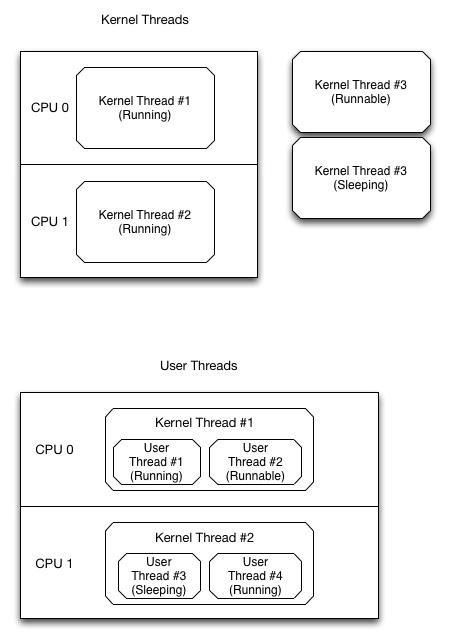 Kernel Threads
CPU 0
Kernel Thread #1
(Running)
Kernel Thread #3
(Runnable)
CPU 1
Kernel Thread #2
(Running)
Kernel Thread #3
(Sleeping)
User Threads
CPU 0
Kernel Thread #1
User
Thread #1
(Running)
User
Thread #2
(Runnable)
CPU 1
Kernel Thread #2
User
Thread #3
(Sleeping)
User
Thread #4
(Running)